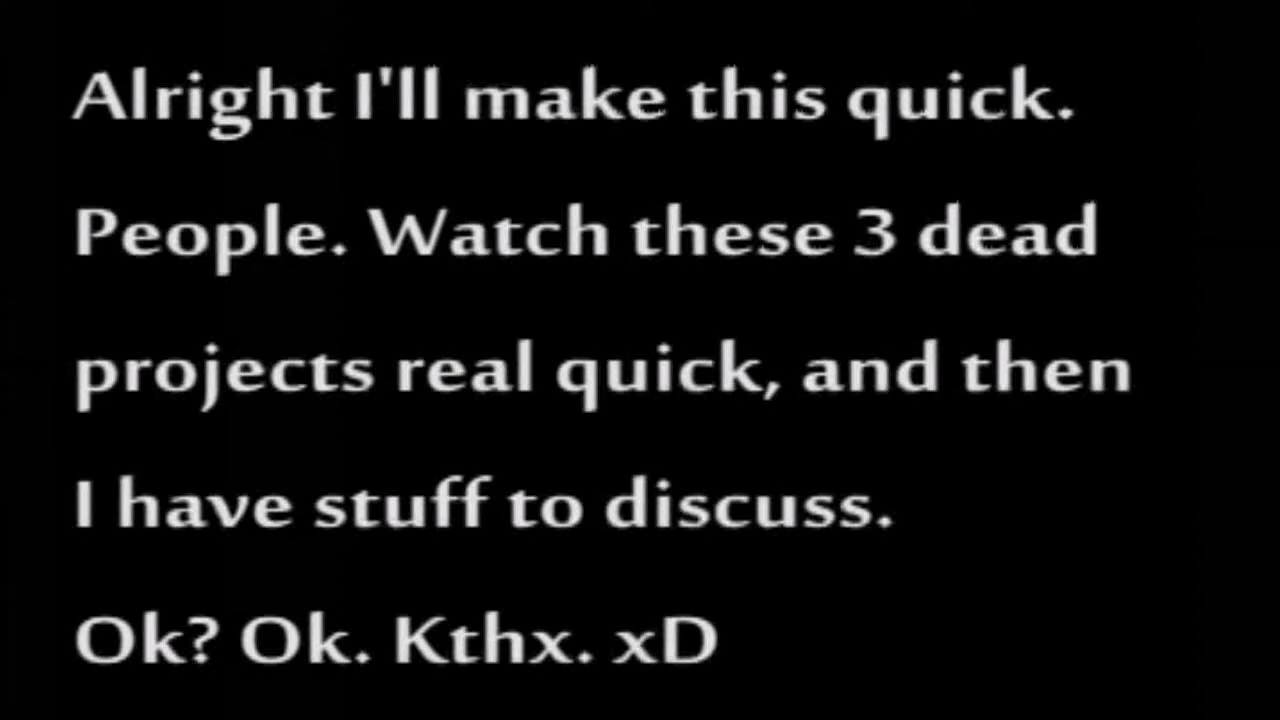 Alright I'll make this quick.
People. Watch these 3 dead
projects real quick, and then
I have stuff to discuss.
Ok? Ok. Kthx. xD